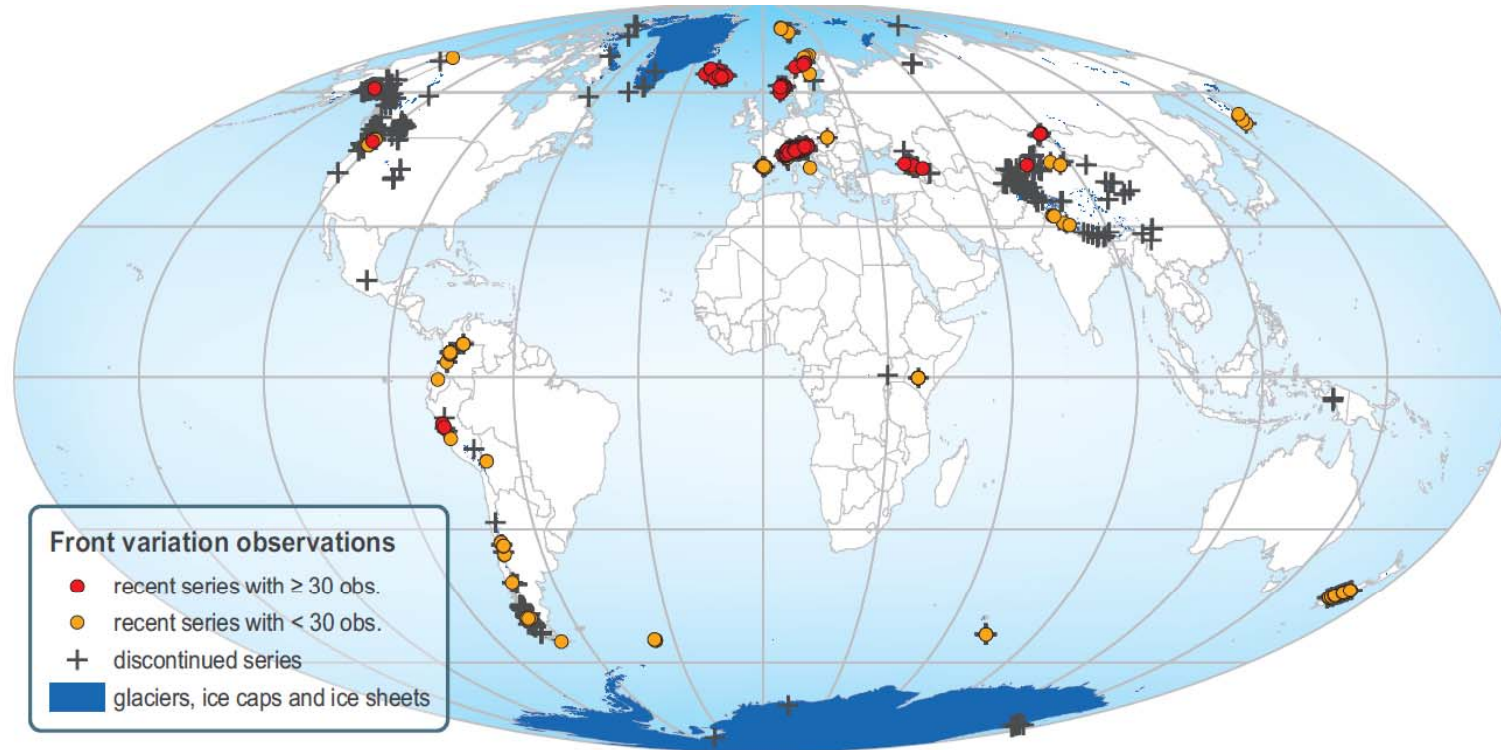 Front variation observations
recent series with ≥ 30 obs.
recent series with < 30 obs.
discontinued series
glaciers, ice caps and ice sheets